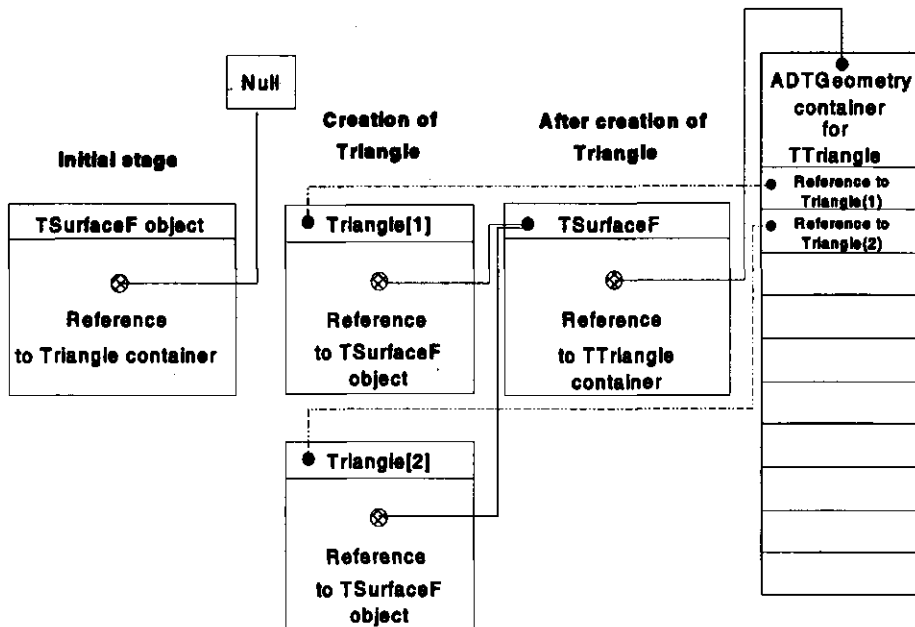 Null
Initial stage
TSurfaceF object
Reference
to Triangle container
Creation of
Triangle
Triangle[1]
Reference
to TSurfaceF
object
Triangle[2]
Reference
to TSurfaceF
object
After creation of
Triangle
TSurfaceF
Reference
to TTriangle
container
ADTGeometry
container
for
TTriangle
Reference to
Triangle(1)
Reference to
Triangle(2)